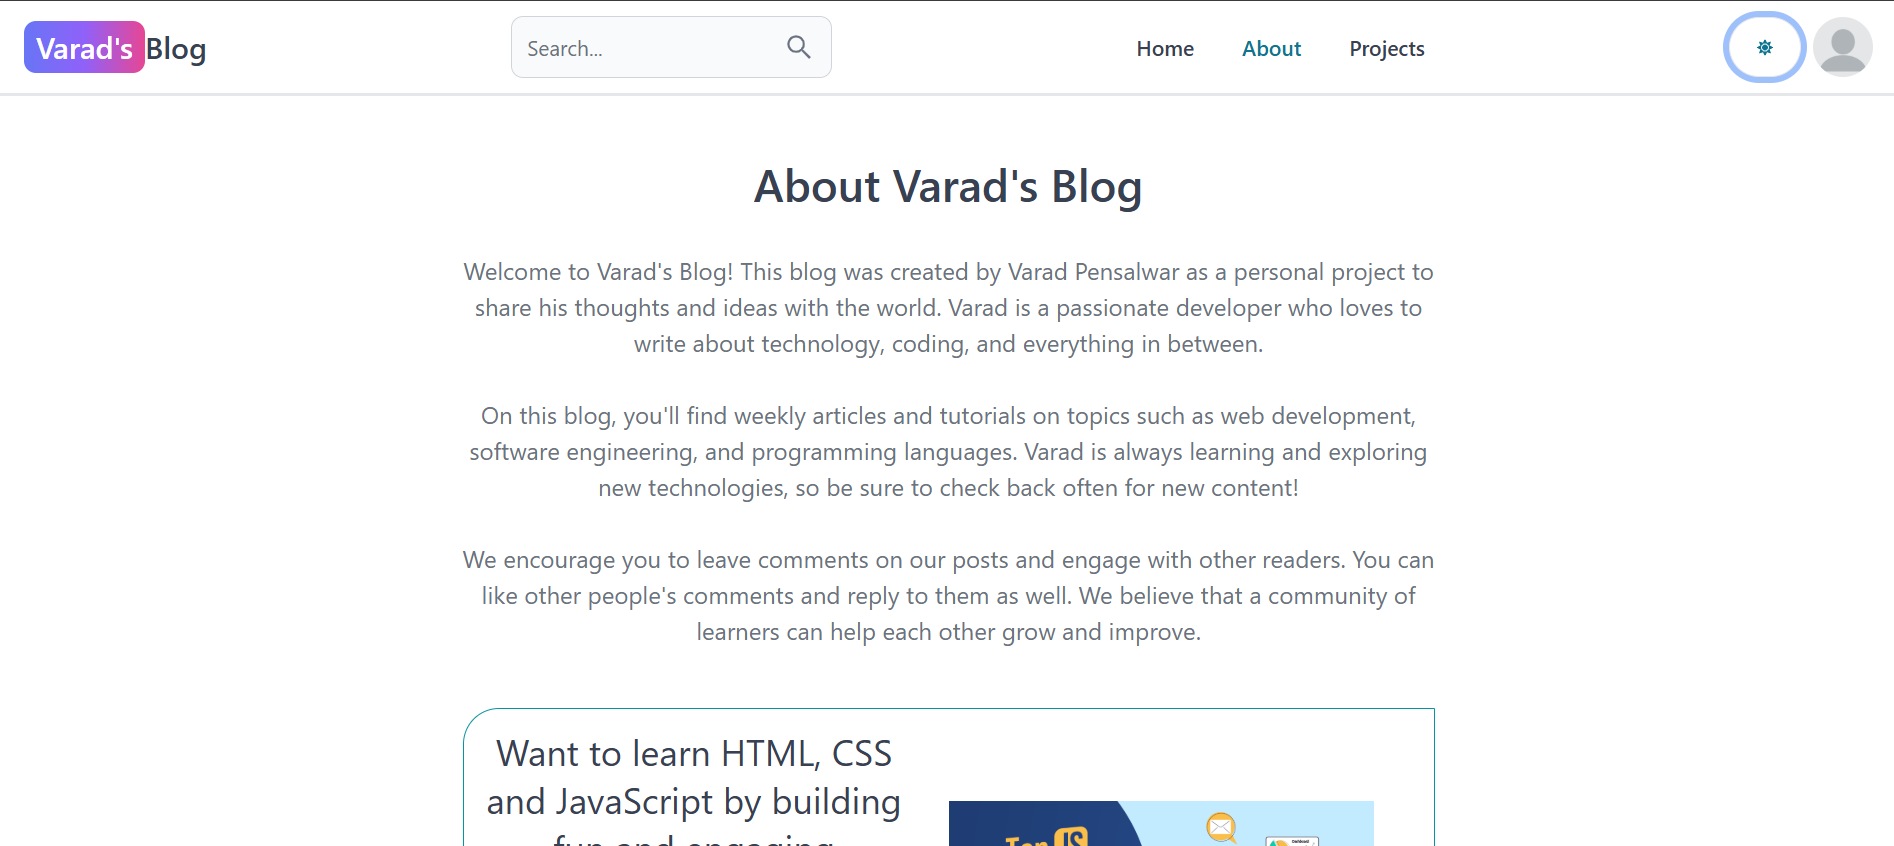 Varad's Blog
Search...
Home
About
Projects
About Varad's Blog
Welcome to Varad's Blog! This blog was created by Varad Pensalwar as a personal project to
share his thoughts and ideas with the world. Varad is a passionate developer who loves to
write about technology, coding, and everything in between.
On this blog, you'll find weekly articles and tutorials on topics such as web development,
software engineering, and programming languages. Varad is always learning and exploring
new technologies, so be sure to check back often for new content!
We encourage you to leave comments on our posts and engage with other readers. You can
like other people's comments and reply to them as well. We believe that a community of
learners can help each other grow and improve.
Want to learn HTML, CSS
and JavaScript by building
fun and engaging
JS
Dashboard